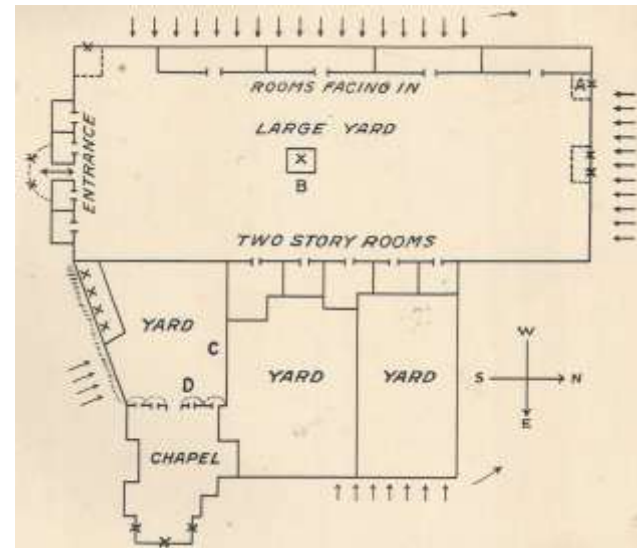 A
ROOMS FACING IN
ENTRANCE
LARGE YARD
X
B
TWO STORY ROOMS
X X X X
YARD
C
W
S N
E
YARD
YARD
D
CHAPEL